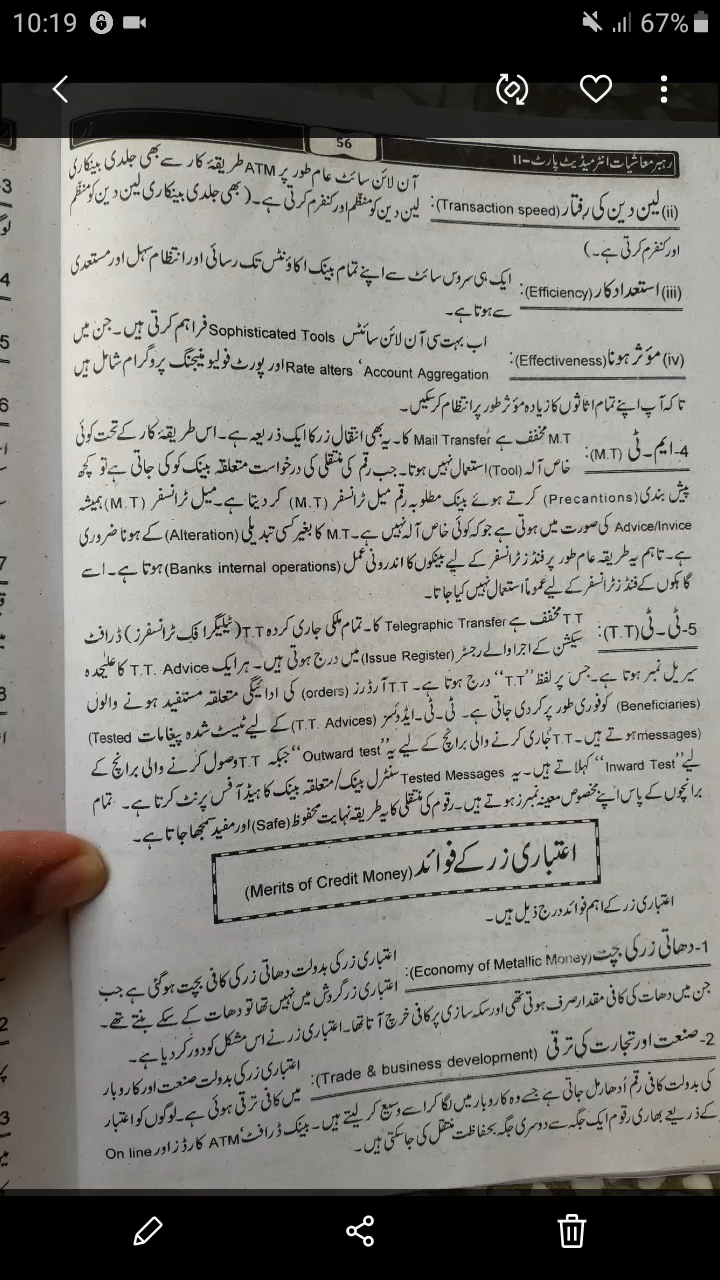 10:19
67%
56
رہبر معاشیات انٹرمیڈیٹ پارٹ-II
(ii) لین دین کی رفتار (Transaction speed): آن لائن سائٹ عام طور پر ATM طریقۂ کار سے بھی جلدی بینکاری
لین دین کو منظم اور کنفرم کرتی ہے۔ (بھی جلدی بینکاری لین دین کو منظم
اور کنفرم کرتی ہے۔)
(iii) استعداد کار (Efficiency): ایک ہی سروس سائٹ سے اپنے تمام بینک اکاؤنٹس تک رسائی اور انتظام سہل اور مستعدی
سے ہوتا ہے۔
(iv) مؤثر ہونا (Effectiveness): اب بہت سی آن لائن سائٹس Sophisticated Tools فراہم کرتی ہیں۔ جن میں
Rate alters ‘Account Aggregation اور پورٹ فولیو منیجنگ پروگرام شامل ہیں
تاکہ آپ اپنے تمام اثاثوں کا زیادہ مؤثر طور پر انتظام کر سکیں۔
4-ایم۔ٹی (M.T): M.T مخفف ہے Mail Transfer کا۔ یہ بھی انتقال زر کا ایک ذریعہ ہے۔ اس طریقۂ کار کے تحت کوئی
خاص آلہ (Tool) استعمال نہیں ہوتا۔ جب رقم کی منتقلی کی درخواست متعلقہ بینک کو کی جاتی ہے تو کچھ
پیش بندی (Precantions) کرتے ہوئے بینک مطلوبہ رقم میل ٹرانسفر (M.T) کر دیتا ہے۔ میل ٹرانسفر (M.T) ہمیشہ
Advice/Invice کی صورت میں ہوتی ہے جو کہ کوئی خاص آلہ نہیں ہے۔ M.T کا بغیر کسی تبدیلی (Alteration) کے ہونا ضروری
ہے۔ تاہم یہ طریقہ عام طور پر فنڈز ٹرانسفر کے لیے بینکوں کا اندرونی عمل (Banks internal operations) ہوتا ہے۔ اسے
گاہکوں کے فنڈز ٹرانسفر کے لیے عموماً استعمال نہیں کیا جاتا۔
5-ٹی۔ٹی (T.T): T.T مخفف ہے Telegraphic Transfer کا۔ تمام ملکی جاری کردہ T.T (ٹیلیگرافک ٹرانسفرز) ڈرافٹ
سیکشن کے اجراوالے رجسٹر (Issue Register) میں درج ہوتی ہیں۔ ہر ایک T.T. Advice کا علیحدہ
سیریل نمبر ہوتا ہے۔ جس پر لفظ "T.T" درج ہوتا ہے۔ T.T آرڈرز (orders) کی ادائیگی متعلقہ مستفید ہونے والوں
(Beneficiaries) کو فوری طور پر کر دی جاتی ہے۔ ٹی۔ٹی۔ایڈوئسز (T.T. Advices) کے لیے ٹیسٹ شدہ پیغامات (Tested
messages) ہوتے ہیں۔ T.T جاری کرنے والی برانچ کے لیے یہ "Outward test" جبکہ T.T وصول کرنے والی برانچ کے
لیے "Inward Test" کہلاتے ہیں۔ یہ Tested Messages سنٹرل بینک/متعلقہ بینک کا ہیڈ آفس پرنٹ کرتا ہے۔ تمام
برانچوں کے پاس اپنے مخصوص معینہ نمبرز ہوتے ہیں۔ رقوم کی منتقلی کا یہ طریقہ نہایت محفوظ (Safe) اور مفید سمجھا جاتا ہے۔
اعتباری زر کے فوائد (Merits of Credit Money)
اعتباری زر کے اہم فوائد درج ذیل ہیں۔
1-دھاتی زر کی بچت (Economy of Metallic Money): اعتباری زر کی بدولت دھاتی زر کی کافی بچت ہو گئی ہے جب
اعتباری زر گردش میں نہیں تھا تو دھات کے سکے بنتے تھے۔
جن میں دھات کی کافی مقدار صرف ہوتی تھی اور سکہ سازی پر کافی خرچ آتا تھا۔ اعتباری زر نے اس مشکل کو دور کر دیا ہے۔
2-صنعت اور تجارت کی ترقی (Trade & business development): اعتباری زر کی بدولت صنعت اور کاروبار
میں کافی ترقی ہوئی ہے۔ لوگوں کو اعتبار
کی بدولت کافی رقم اُدھار مل جاتی ہے جسے وہ کاروبار میں لگا کر اسے وسیع کر لیتے ہیں۔ بینک ڈرافٹ‘ ATM کارڈز اور On line
کے ذریعے بھاری رقوم ایک جگہ سے دوسری جگہ بحفاظت منتقل کی جا سکتی ہیں۔